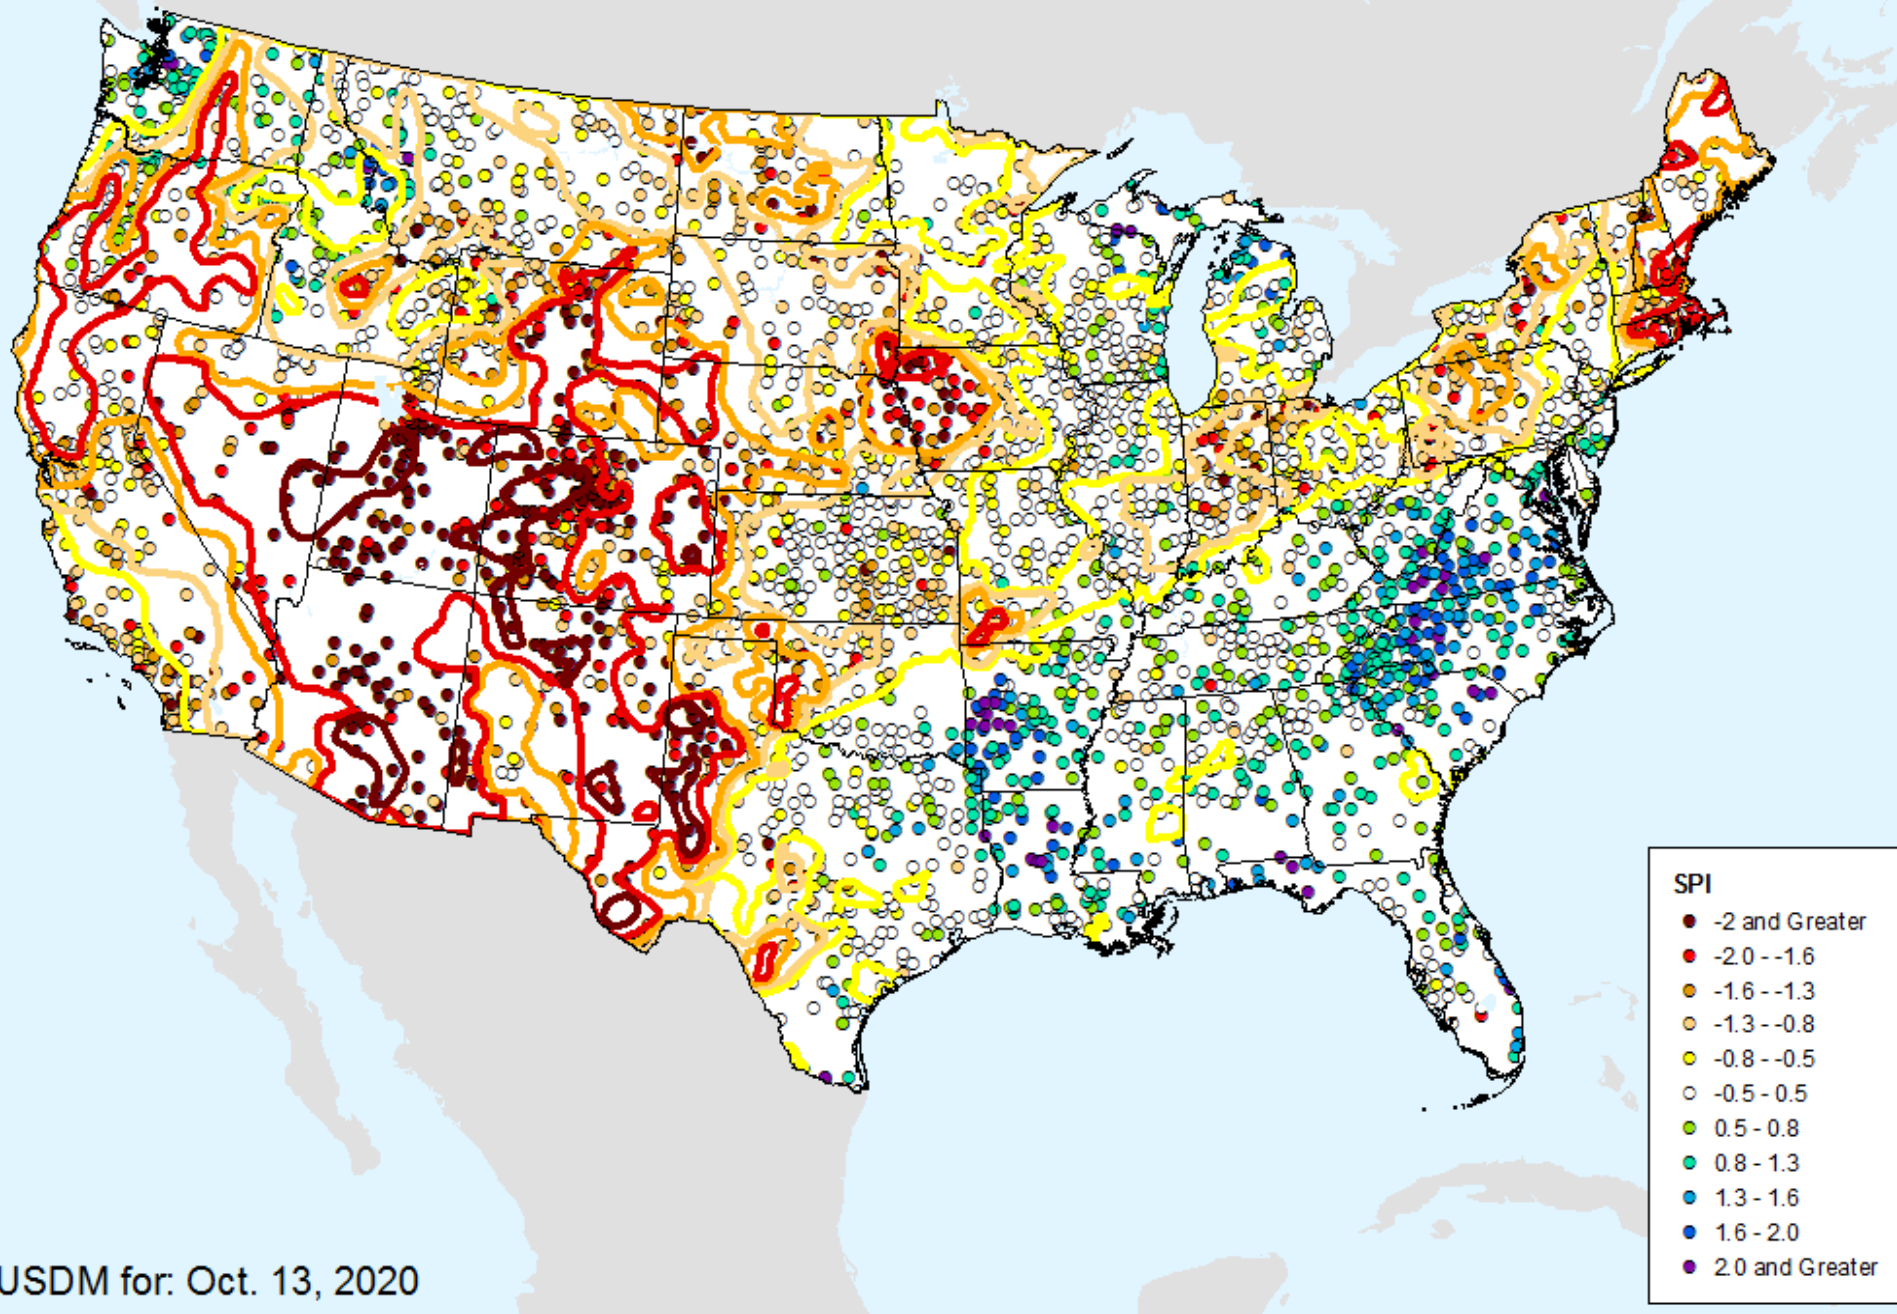 SPI
-2 and Greater
-2.0 - -1.6
-1.6 - -1.3
-1.3 - -0.8
-0.8 - -0.5
-0.5 - 0.5
0.5 - 0.8
0.8 - 1.3
1.3 - 1.6
1.6 - 2.0
2.0 and Greater
USDM for: Oct. 13, 2020